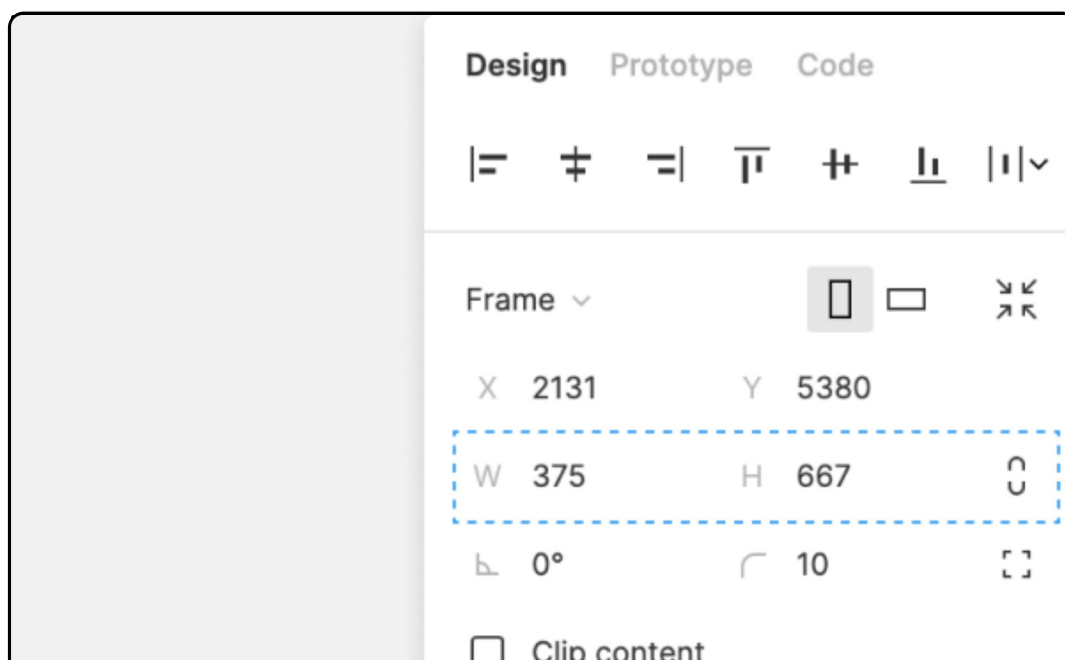 Design Prototype Code
Frame
X 2131 Y 5380
W 375 H 667
0° 10
Clip content